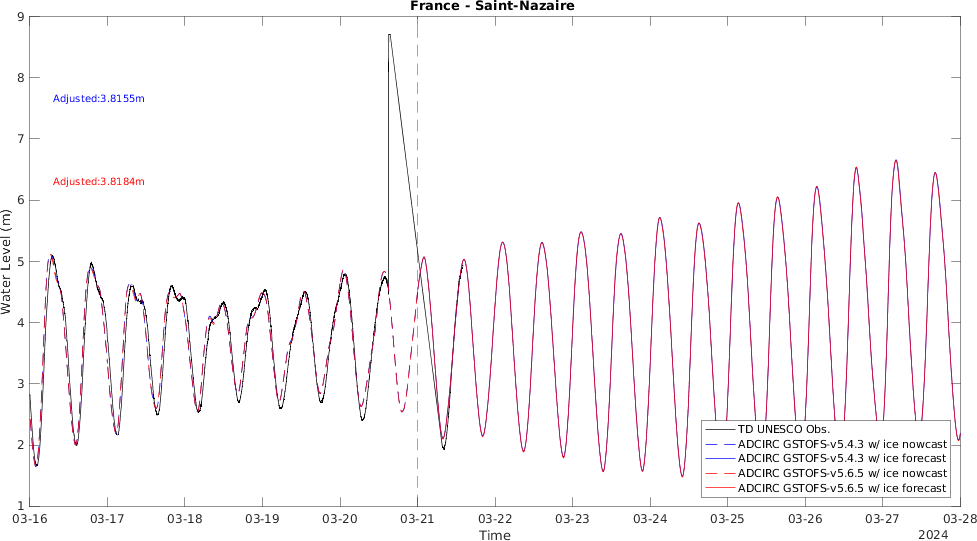 France - Saint-Nazaire
9
8
7
6
5
4
3
2
1
Water Level (m)
Adjusted:3.8155m
Adjusted:3.8184m
TD UNESCO Obs.
ADCIRC GSTOFS-v5.4.3 w/ ice nowcast
ADCIRC GSTOFS-v5.4.3 w/ ice forecast
ADCIRC GSTOFS-v5.6.5 w/ ice nowcast
ADCIRC GSTOFS-v5.6.5 w/ ice forecast
03-16 03-17 03-18 03-19 03-20 03-21 03-22 03-23 03-24 03-25 03-26 03-27 03-28
Time
2024